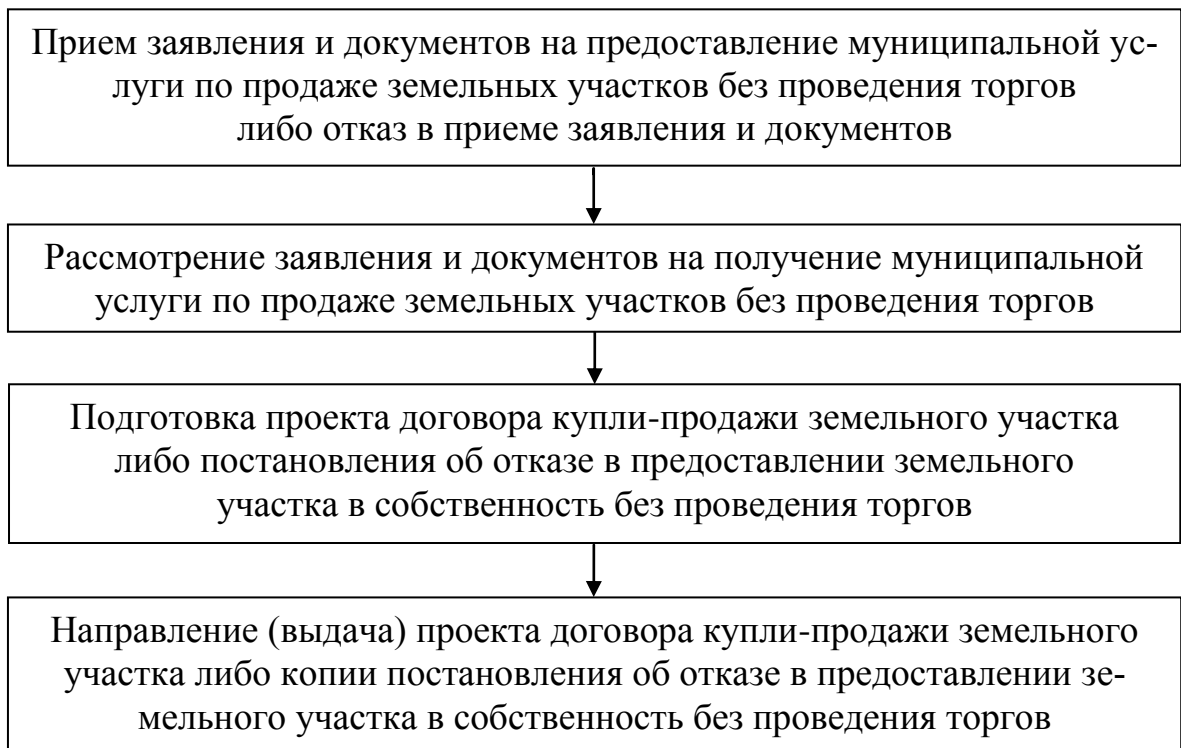 Прием заявления и документов на предоставление муниципальной ус-
луги по продаже земельных участков без проведения торгов
либо отказ в приеме заявления и документов
Рассмотрение заявления и документов на получение муниципальной
услуги по продаже земельных участков без проведения торгов
Подготовка проекта договора купли-продажи земельного участка
либо постановления об отказе в предоставлении земельного
участка в собственность без проведения торгов
Направление (выдача) проекта договора купли-продажи земельного
участка либо копии постановления об отказе в предоставлении зе-
мельного участка в собственность без проведения торгов